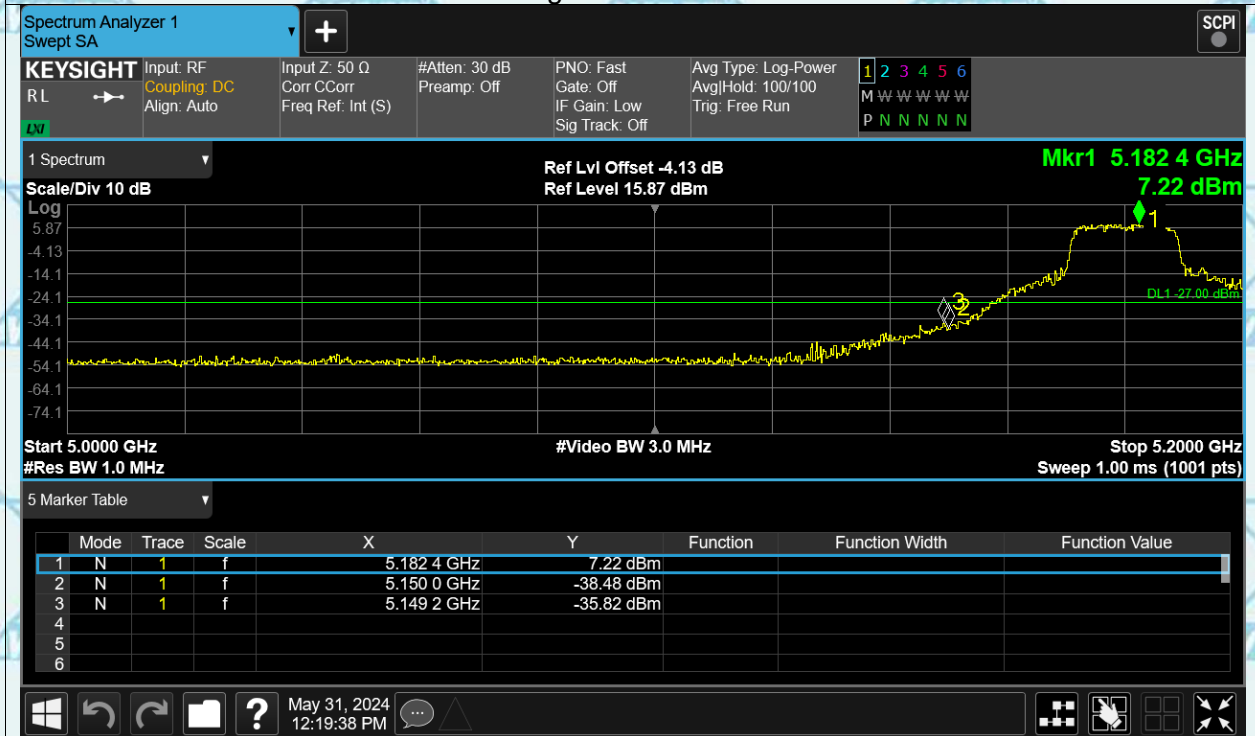 Spectrum Analyzer 1
Swept SA
+
SCPI
KEYSIGHT
RL
LXI
Input: RF
Coupling: DC
Align: Auto
Input Z: 50 Ω
Corr CCorr
Freq Ref: Int (S)
#Atten: 30 dB
Preamp: Off
PNO: Fast
Gate: Off
IF Gain: Low
Sig Track: Off
Avg Type: Log-Power
Avg|Hold: 100/100
Trig: Free Run
1 2 3 4 5 6
M W W W W W
P N N N N N N
1 Spectrum
Scale/Div 10 dB
Ref Lvl Offset -4.13 dB
Ref Level 15.87 dBm
Mkr1 5.182 4 GHz
7.22 dBm
Log
5.87
-4.13
-14.1
-24.1
-34.1
-44.1
-54.1
-64.1
-74.1
1
3
2
DL1 -27.00 dBm
Start 5.0000 GHz
#Video BW 3.0 MHz
Stop 5.2000 GHz
#Res BW 1.0 MHz
Sweep 1.00 ms (1001 pts)
5 Marker Table
Mode Trace Scale X Y Function Function Width Function Value
1 N 1 f 5.182 4 GHz 7.22 dBm
2 N 1 f 5.150 0 GHz -38.48 dBm
3 N 1 f 5.149 2 GHz -35.82 dBm
4
5
6
?
May 31, 2024
12:19:38 PM